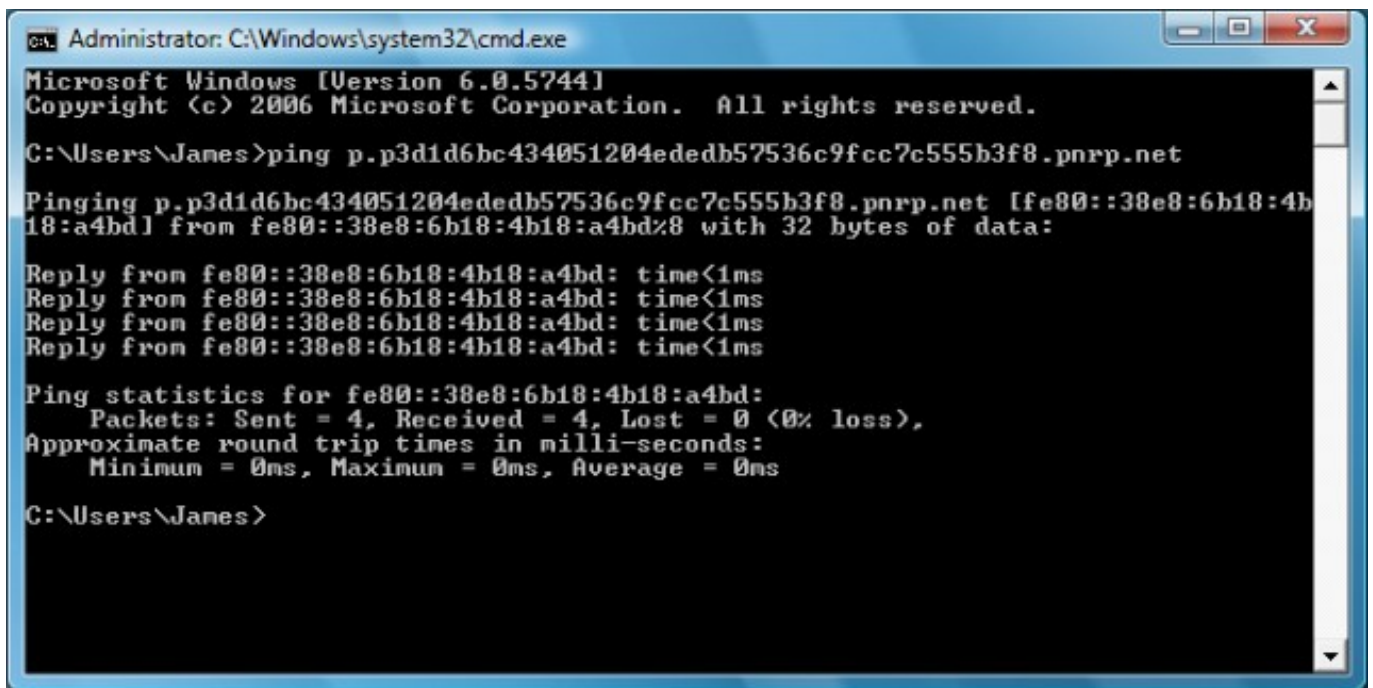 Administrator: C:\Windows\system32\cmd.exe
Microsoft Windows [Version 6.0.5744]
Copyright (c) 2006 Microsoft Corporation.  All rights reserved.
C:\Users\James>ping p.p3d1d6bc434051204ededb57536c9fcc7c555b3f8.pnrp.net
Pinging p.p3d1d6bc434051204ededb57536c9fcc7c555b3f8.pnrp.net [fe80::38e8:6b18:4b
18:a4bd] from fe80::38e8:6b18:4b18:a4bd%8 with 32 bytes of data:
Reply from fe80::38e8:6b18:4b18:a4bd: time<1ms
Reply from fe80::38e8:6b18:4b18:a4bd: time<1ms
Reply from fe80::38e8:6b18:4b18:a4bd: time<1ms
Reply from fe80::38e8:6b18:4b18:a4bd: time<1ms
Ping statistics for fe80::38e8:6b18:4b18:a4bd:
    Packets: Sent = 4, Received = 4, Lost = 0 (0% loss),
Approximate round trip times in milli-seconds:
    Minimum = 0ms, Maximum = 0ms, Average = 0ms
C:\Users\James>